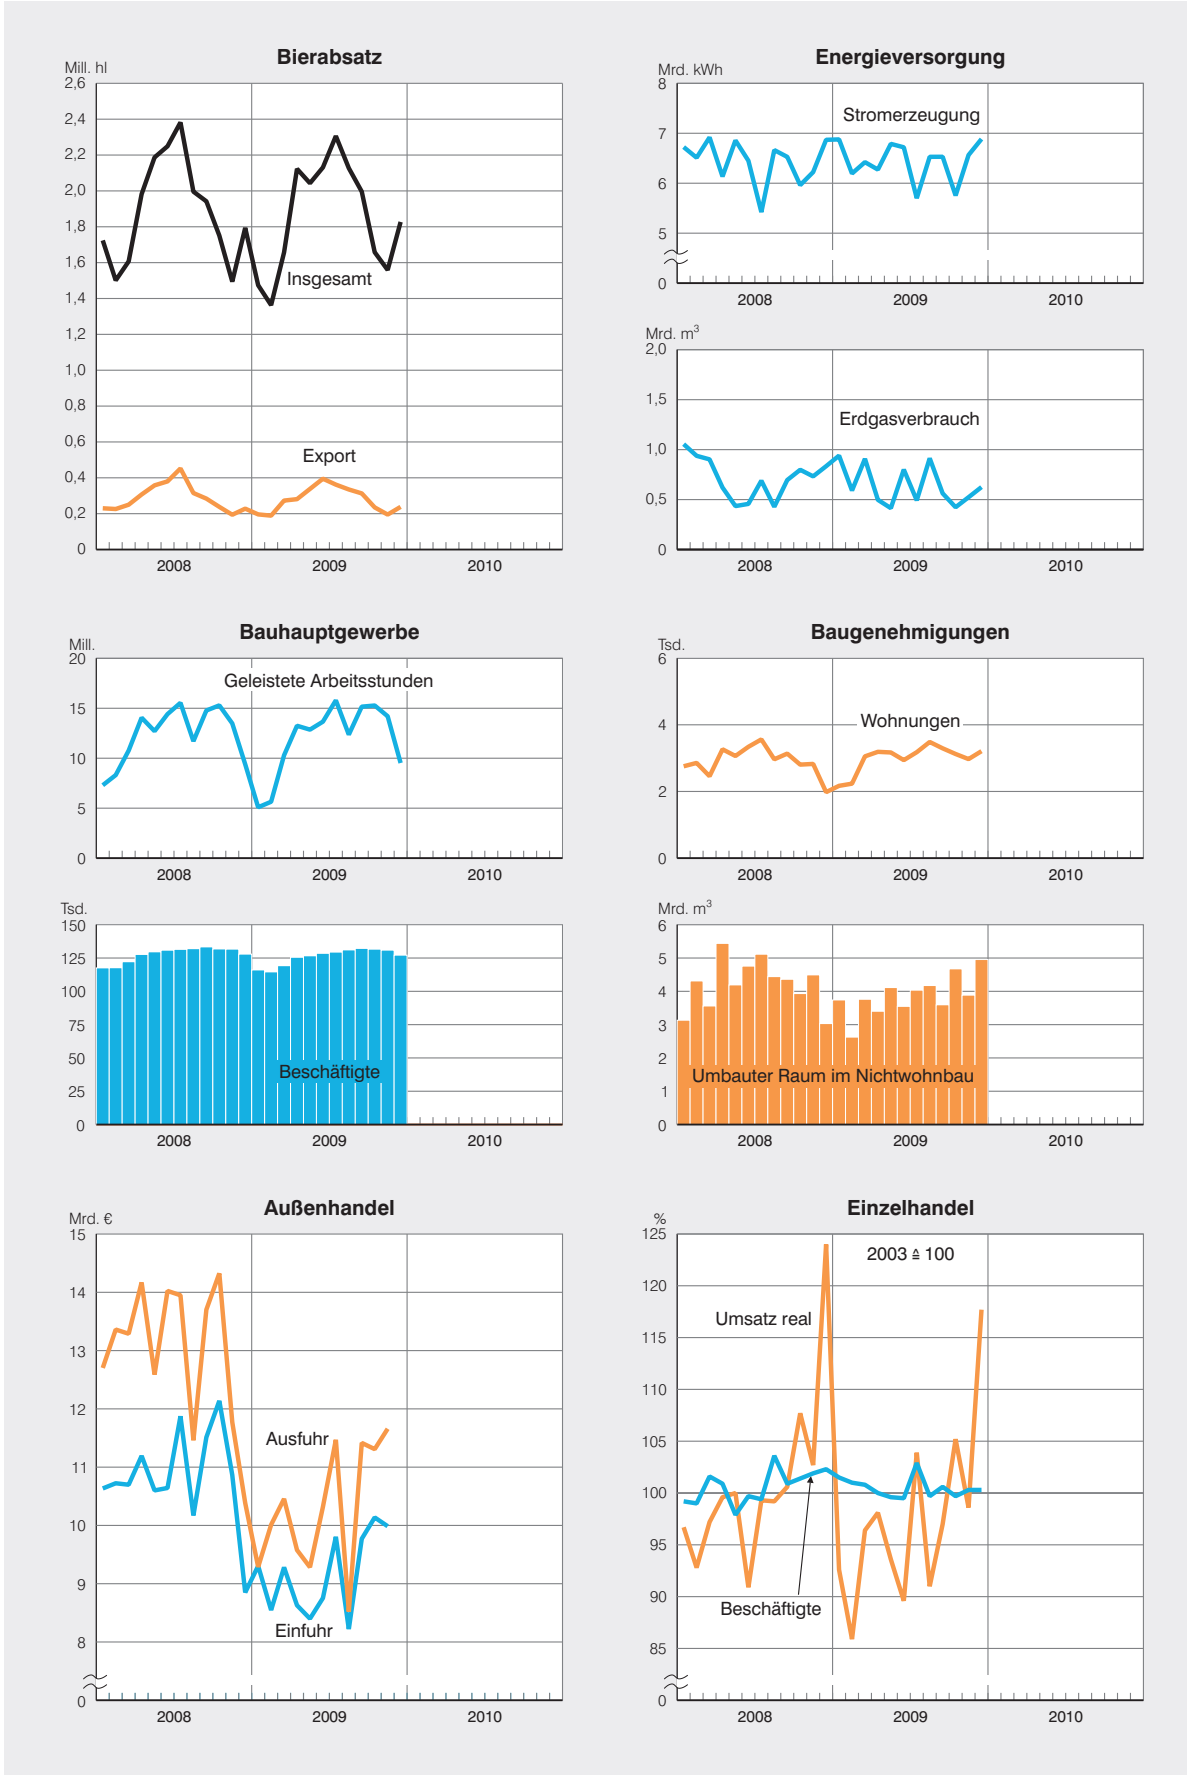 Bierabsatz
Mill. hl
2,6
2,4
2,2
2,0
1,8
1,6
1,4
1,2
1,0
0,8
0,6
0,4
0,2
0
Insgesamt
Export
2008 2009 2010
Energieversorgung
Mrd. kWh
8
7
6
5
0
Stromerzeugung
2008 2009 2010
Mrd. m³
2,0
1,5
1,0
0,5
0
Erdgasverbrauch
2008 2009 2010
Bauhauptgewerbe
Mill.
20
15
10
5
0
Geleistete Arbeitsstunden
2008 2009 2010
Tsd.
150
125
100
75
50
25
0
Beschäftigte
2008 2009 2010
Baugenehmigungen
Tsd.
6
4
2
0
Wohnungen
2008 2009 2010
Mrd. m³
6
5
4
3
2
1
0
Umbauter Raum im Nichtwohnbau
2008 2009 2010
Außenhandel
Mrd. €
15
14
13
12
11
10
9
8
0
Ausfuhr
Einfuhr
2008 2009 2010
Einzelhandel
%
125
120
115
110
105
100
95
90
85
0
2003 ≙ 100
Umsatz real
Beschäftigte
2008 2009 2010